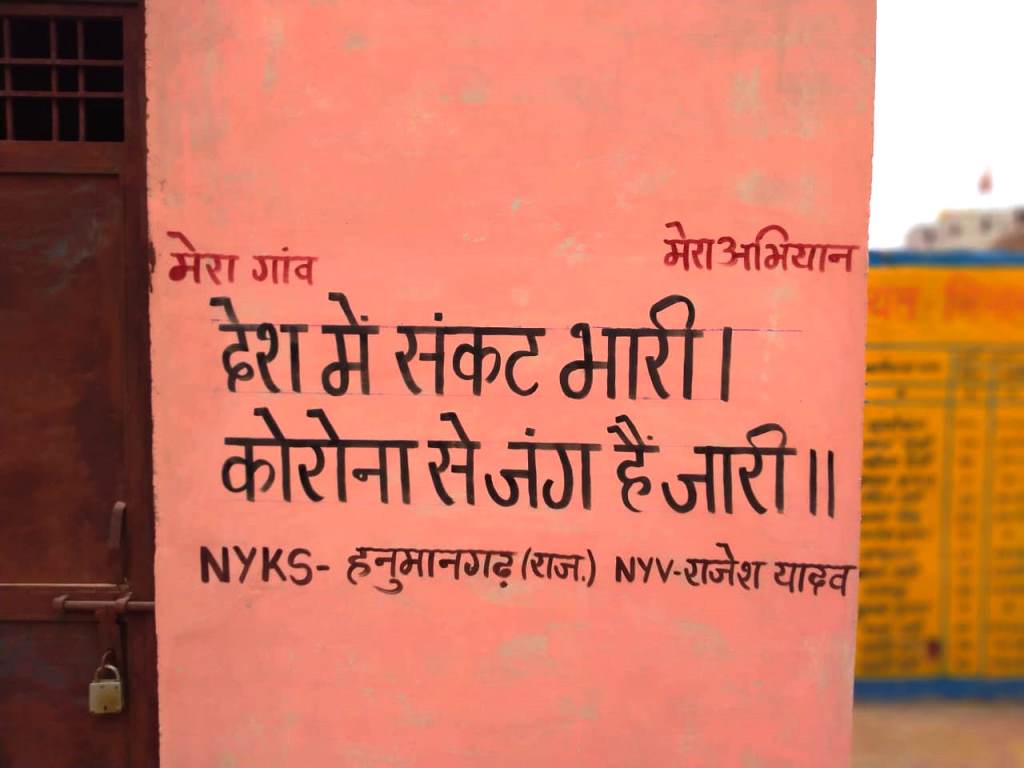 मेरा गांव मेरा अभियान
देश में संकट भारी।
कोरोना से जंग हैं जारी॥
NYKS- हनुमानगढ़ (राज.) NYV-राजेश यादव